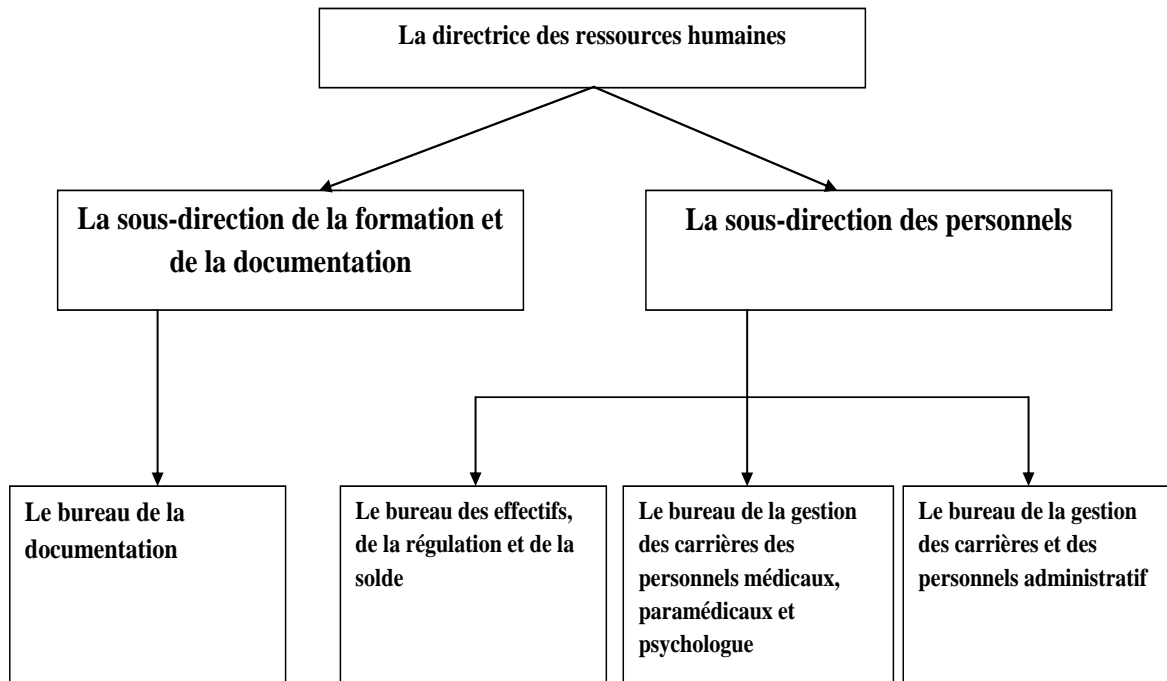 La directrice des ressources humaines
La sous-direction de la formation et
de la documentation
La sous-direction des personnels
Le bureau de la
documentation
Le bureau des effectifs,
de la régulation et de la
solde
Le bureau de la gestion
des carrières des
personnels médicaux,
paramédicaux et
psychologue
Le bureau de la gestion
des carrières et des
personnels administratif